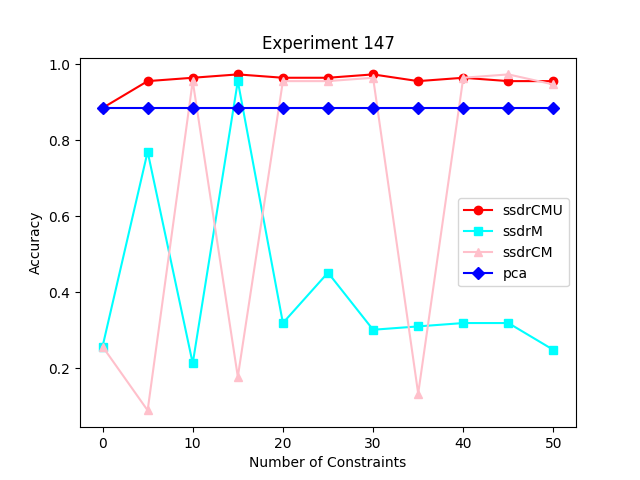 Experiment 147
1.0
0.8
0.6
0.4
0.2
Accuracy
ssdrCMU
ssdrM
ssdrCM
pca
0 10 20 30 40 50
Number of Constraints